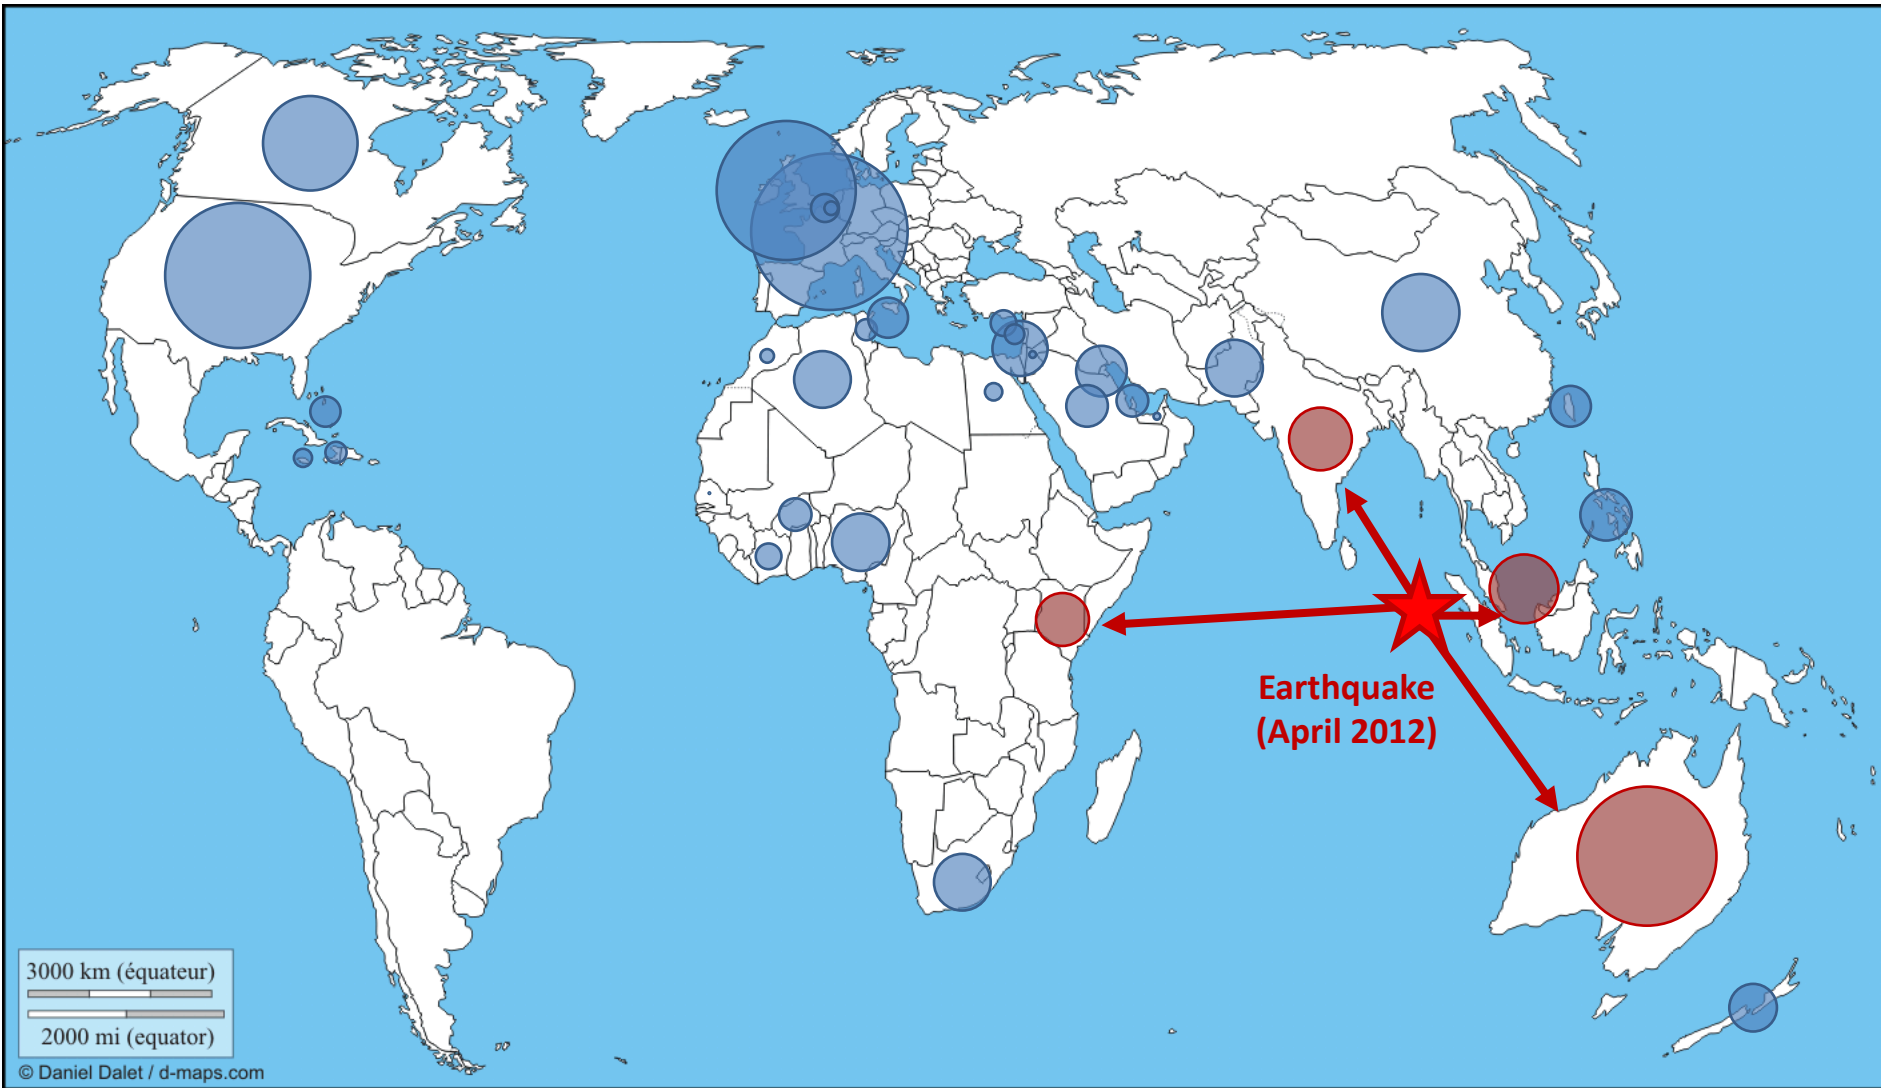 Earthquake
(April 2012)
3000 km (équateur)
2000 mi (equator)
© Daniel Dalet / d-maps.com